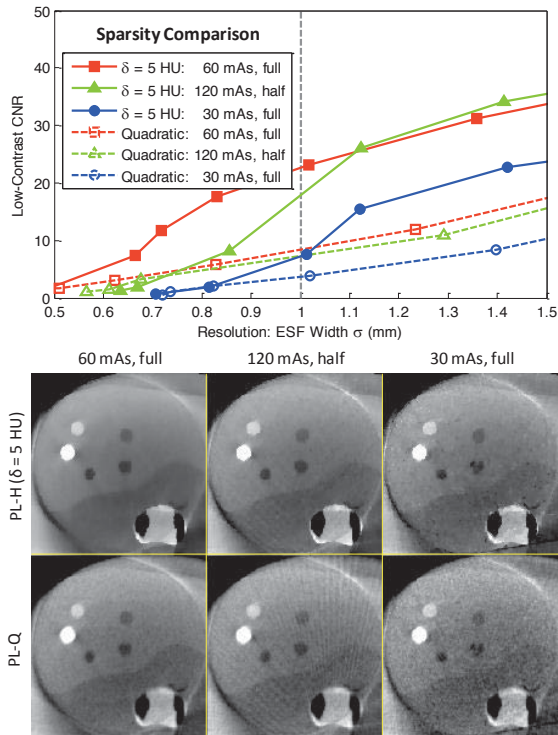 Sparsity Comparison
δ = 5 HU: 60 mAs, full
δ = 5 HU: 120 mAs, half
δ = 5 HU: 30 mAs, full
Quadratic: 60 mAs, full
Quadratic: 120 mAs, half
Quadratic: 30 mAs, full
Low-Contrast CNR
50
40
30
20
10
0
0.5 0.6 0.7 0.8 0.9 1 1.1 1.2 1.3 1.4 1.5
Resolution: ESF Width σ (mm)
60 mAs, full 120 mAs, half 30 mAs, full
PL-H (δ = 5 HU)
PL-Q